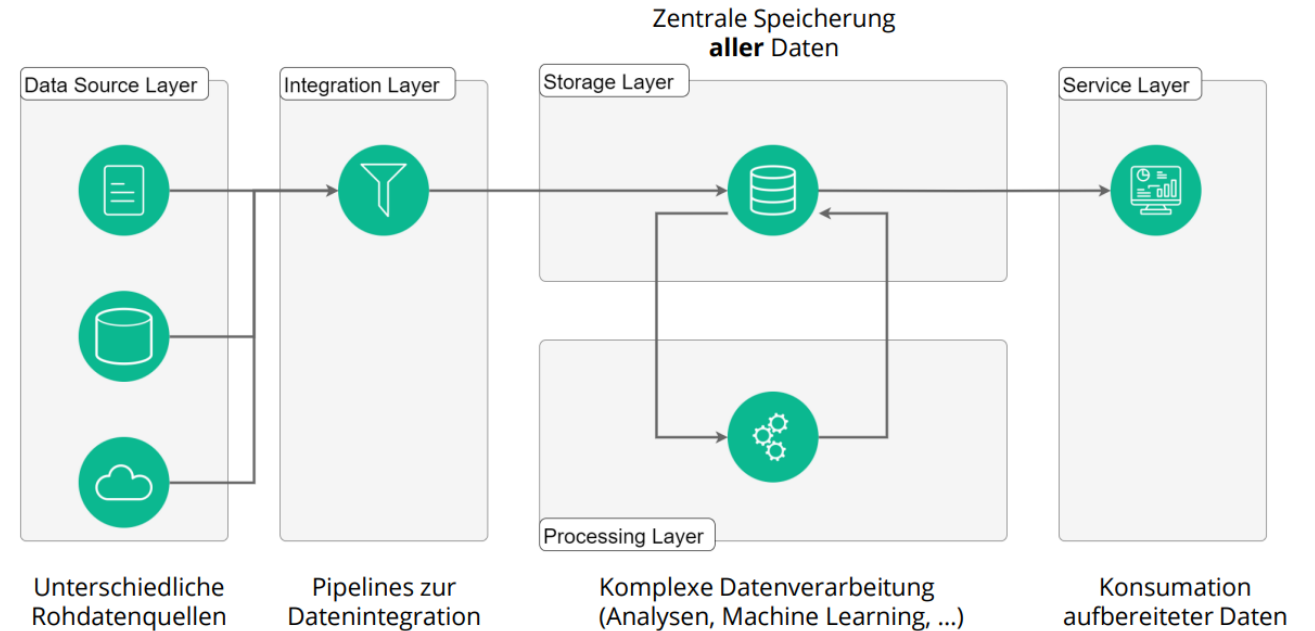 Zentrale Speicherung
aller Daten
Data Source Layer
Integration Layer
Storage Layer
Service Layer
Processing Layer
Unterschiedliche
Rohdatenquellen
Pipelines zur
Datenintegration
Komplexe Datenverarbeitung
(Analysen, Machine Learning, ...)
Konsumation
aufbereiteter Daten